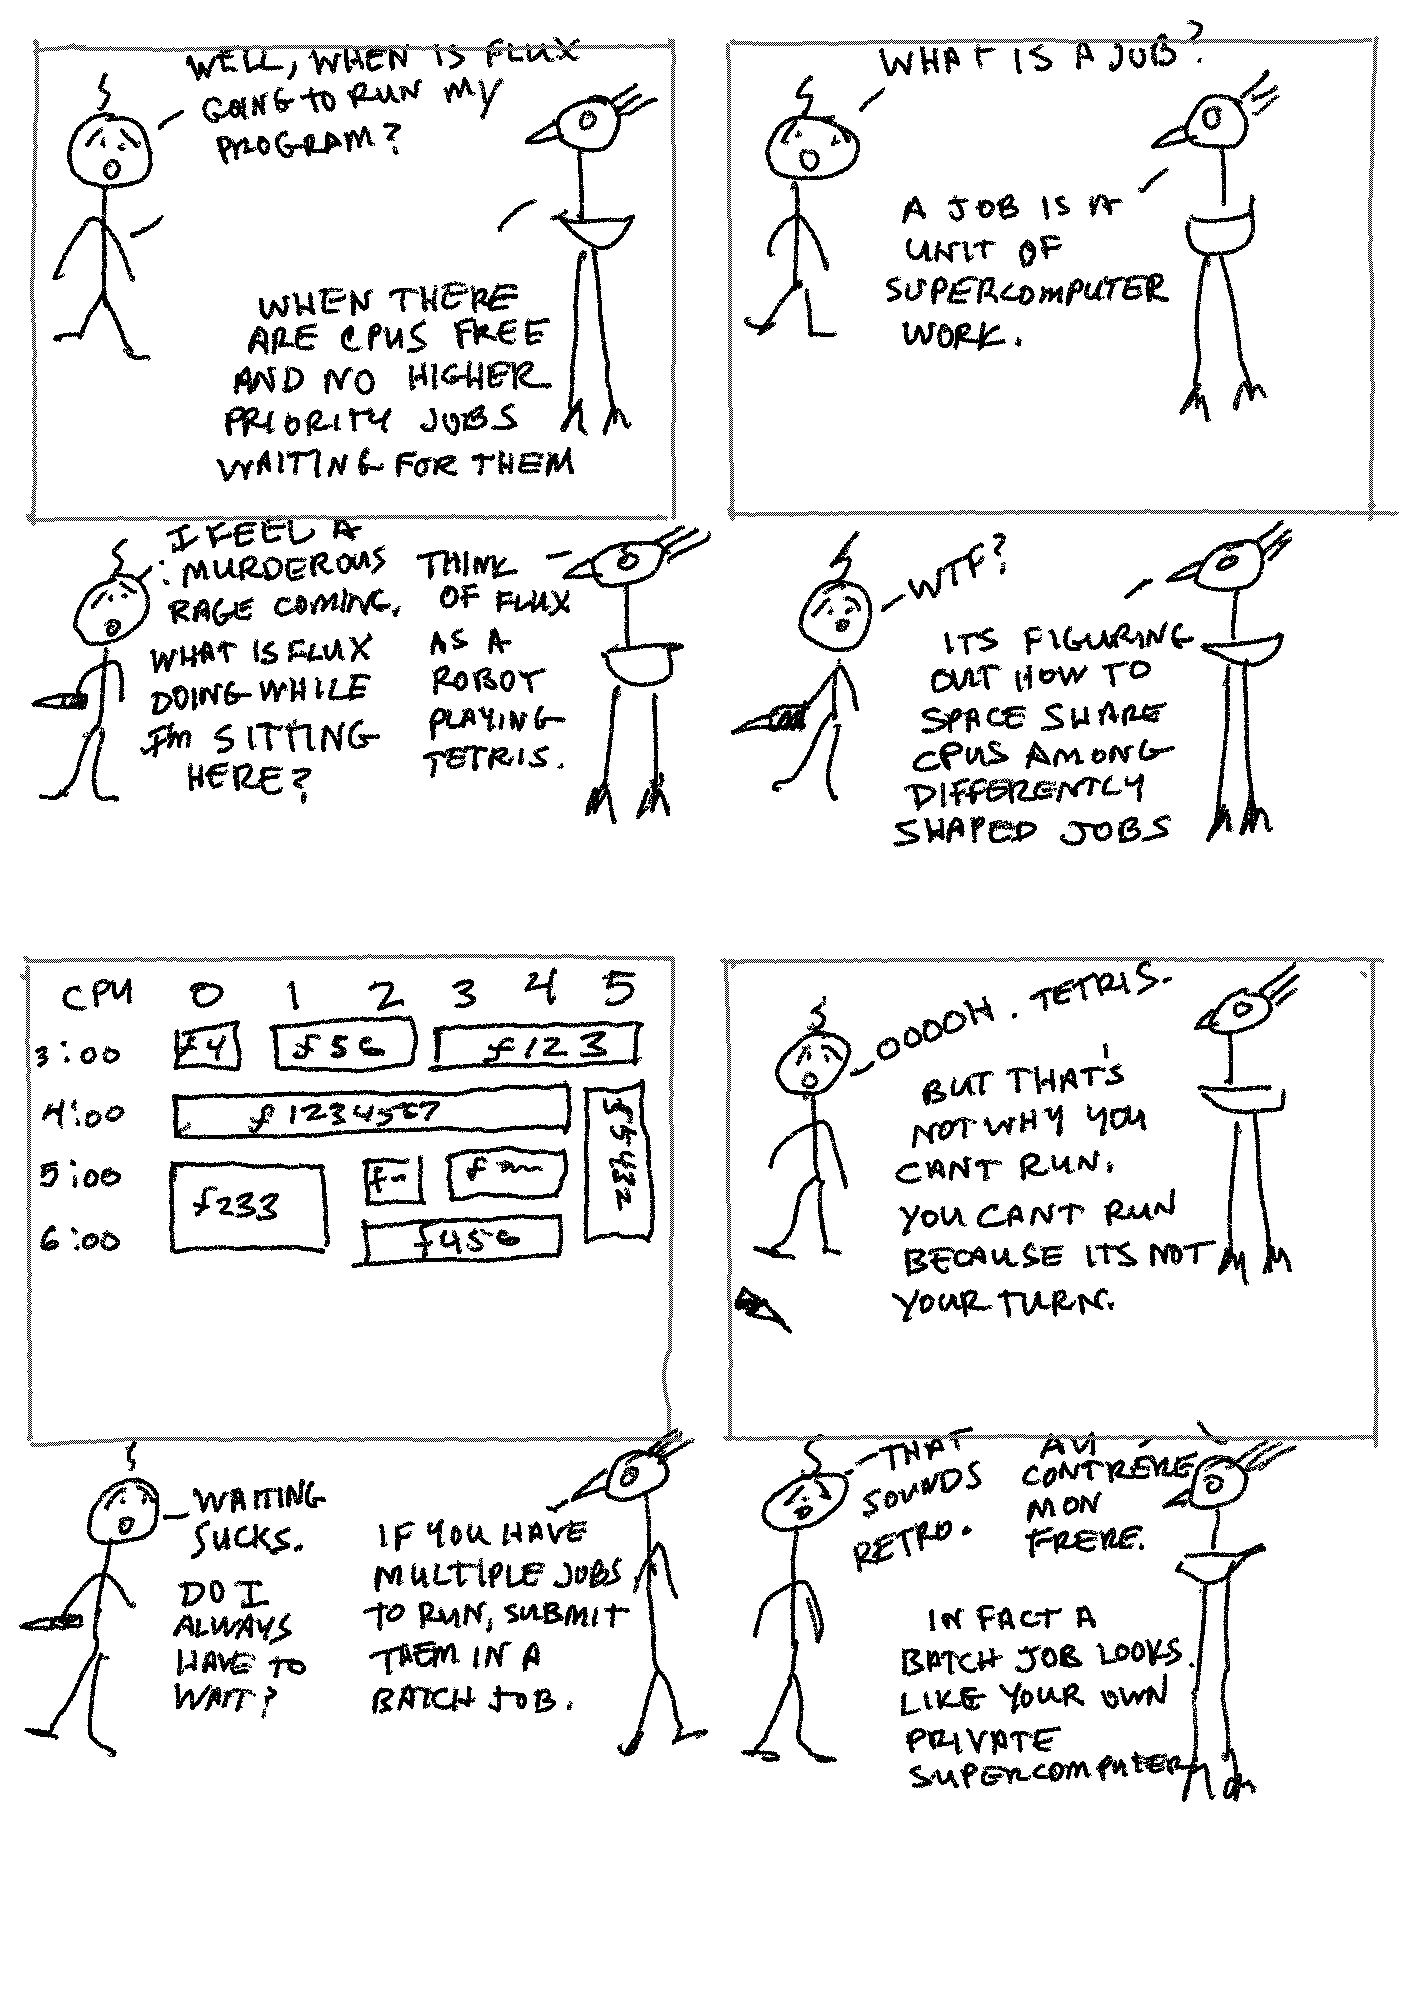 WELL, WHEN IS FLUX
GOING TO RUN MY
PROGRAM?
WHEN THERE
ARE CPUS FREE
AND NO HIGHER
PRIORITY JOBS
WAITING FOR THEM
WHAT IS A JOB?
A JOB IS A
UNIT OF
SUPERCOMPUTER
WORK.
I FEEL A
MURDEROUS
RAGE COMING.
WHAT IS FLUX
DOING WHILE
I'm SITTING
HERE?
THINK
OF FLUX
AS A
ROBOT
PLAYING
TETRIS.
WTF?
ITS FIGURING
OUT HOW TO
SPACE SHARE
CPUS AMONG
DIFFERENTLY
SHAPED JOBS
CPU 0 1 2 3 4 5
3:00 f4 f56 f123
4:00 f1234567
f5432
5:00
f233
6:00 f456
OOOOH. TETRIS.
BUT THAT'S
NOT WHY YOU
CANT RUN.
YOU CANT RUN
BECAUSE ITS NOT
YOUR TURN.
WAITING
SUCKS.
DO I
ALWAYS
HAVE TO
WAIT?
IF YOU HAVE
MULTIPLE JOBS
TO RUN, SUBMIT
THEM IN A
BATCH JOB.
THAT
SOUNDS
RETRO.
AU
CONTRÉRE
MON
FRERE.
IN FACT A
BATCH JOB LOOKS
LIKE YOUR OWN
PRIVATE
SUPERCOMPUTER